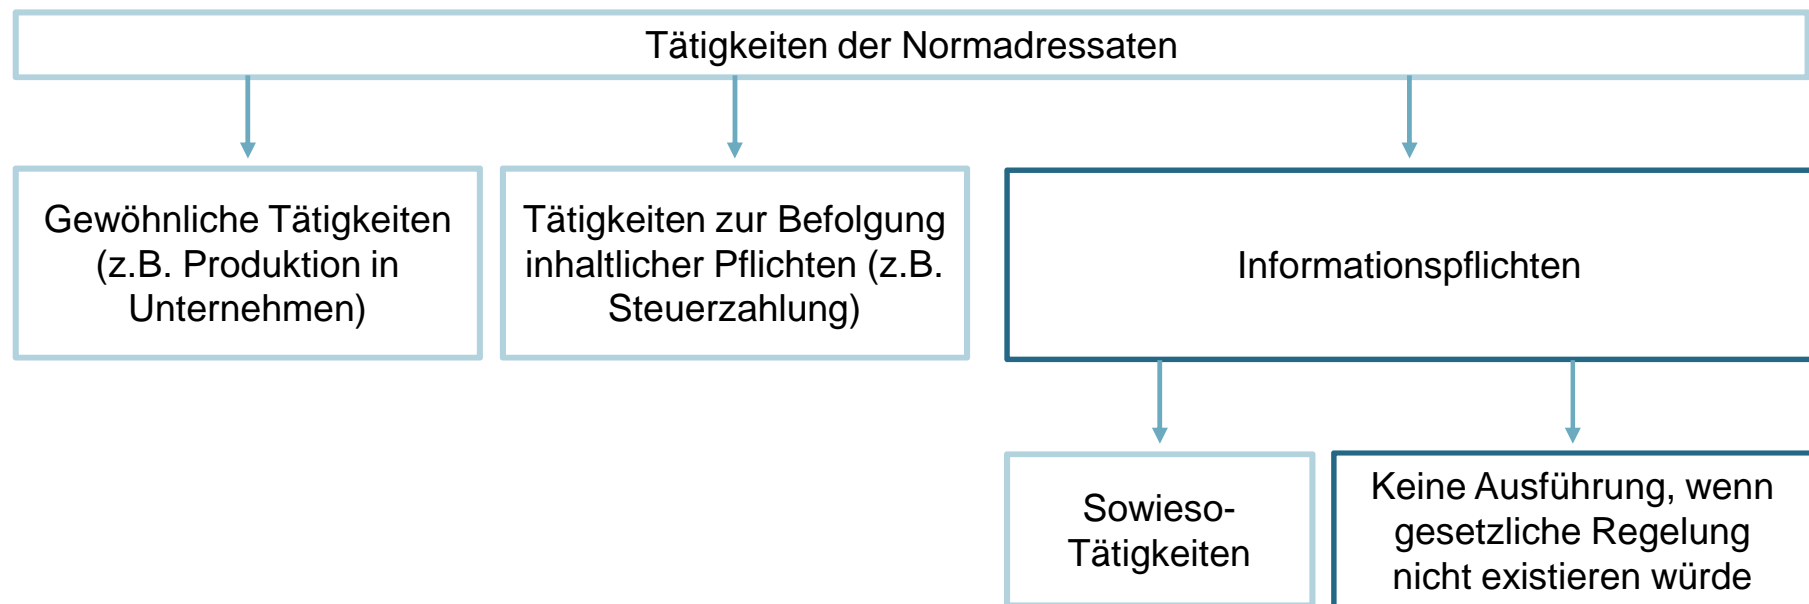 Tätigkeiten der Normadressaten
Gewöhnliche Tätigkeiten
(z.B. Produktion in
Unternehmen)
Tätigkeiten zur Befolgung
inhaltlicher Pflichten (z.B.
Steuerzahlung)
Informationspflichten
Sowieso-
Tätigkeiten
Keine Ausführung, wenn
gesetzliche Regelung
nicht existieren würde